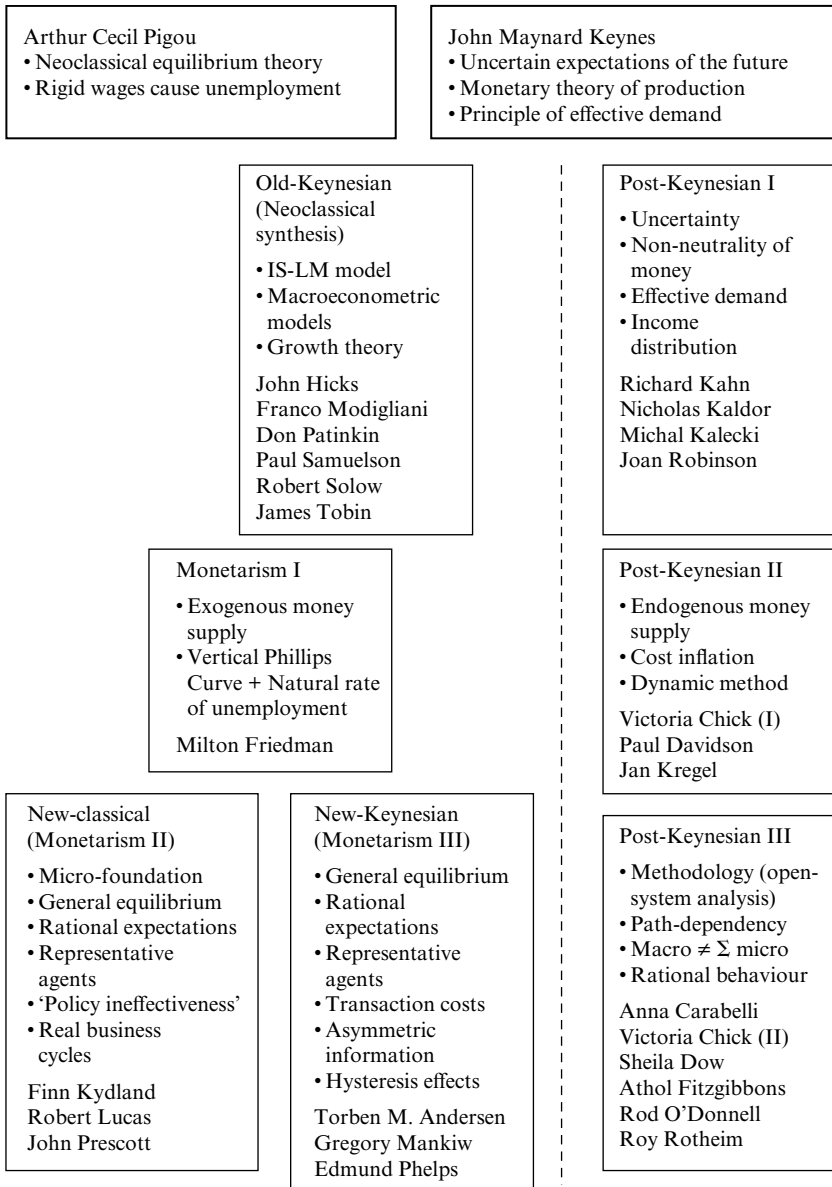 Arthur Cecil Pigou
• Neoclassical equilibrium theory
• Rigid wages cause unemployment
John Maynard Keynes
• Uncertain expectations of the future
• Monetary theory of production
• Principle of effective demand
Old-Keynesian
(Neoclassical
synthesis)
• IS-LM model
• Macroeconometric
models
• Growth theory
John Hicks
Franco Modigliani
Don Patinkin
Paul Samuelson
Robert Solow
James Tobin
Post-Keynesian I
• Uncertainty
• Non-neutrality of
money
• Effective demand
• Income
distribution
Richard Kahn
Nicholas Kaldor
Michal Kalecki
Joan Robinson
Monetarism I
• Exogenous money
supply
• Vertical Phillips
Curve + Natural rate
of unemployment
Milton Friedman
Post-Keynesian II
• Endogenous money
supply
• Cost inflation
• Dynamic method
Victoria Chick (I)
Paul Davidson
Jan Kregel
New-classical
(Monetarism II)
• Micro-foundation
• General equilibrium
• Rational expectations
• Representative
agents
• ‘Policy ineffectiveness’
• Real business
cycles
Finn Kydland
Robert Lucas
John Prescott
New-Keynesian
(Monetarism III)
• General equilibrium
• Rational
expectations
• Representative
agents
• Transaction costs
• Asymmetric
information
• Hysteresis effects
Torben M. Andersen
Gregory Mankiw
Edmund Phelps
Post-Keynesian III
• Methodology (open-
system analysis)
• Path-dependency
• Macro ≠ Σ micro
• Rational behaviour
Anna Carabelli
Victoria Chick (II)
Sheila Dow
Athol Fitzgibbons
Rod O’Donnell
Roy Rotheim